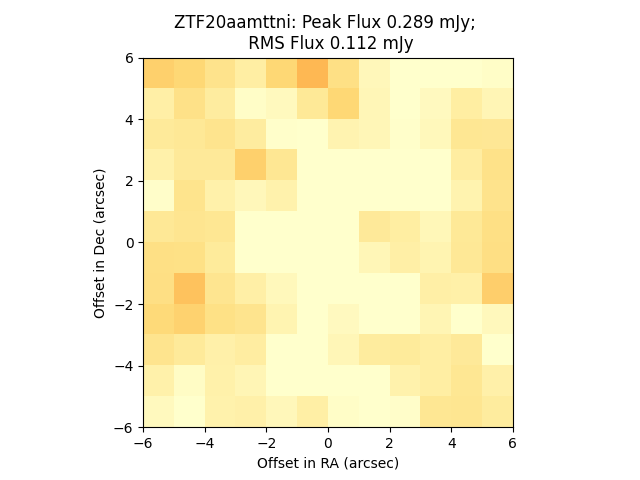 ZTF20aamttni: Peak Flux 0.289 mJy;
RMS Flux 0.112 mJy
6
4
2
0
−2
−4
−6
Offset in Dec (arcsec)
−6 −4 −2 0 2 4 6
Offset in RA (arcsec)